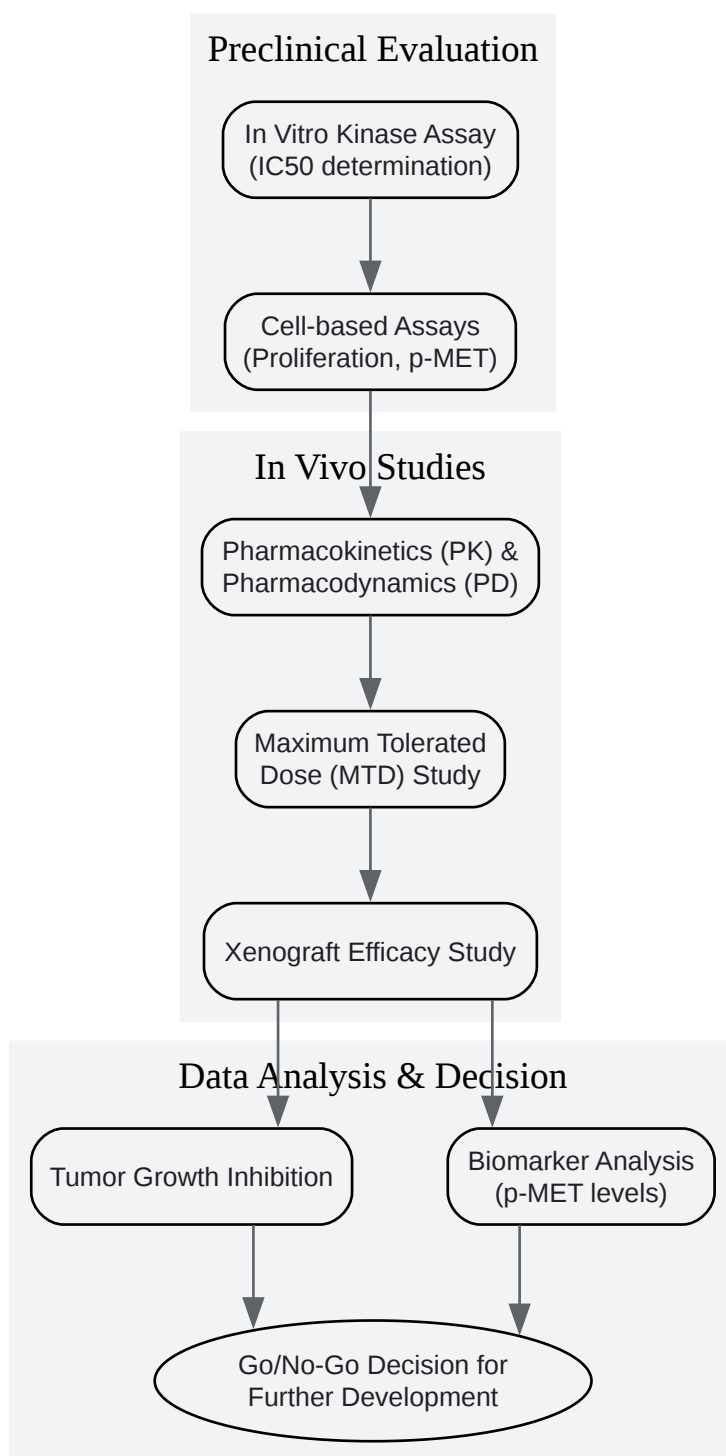 Preclinical Evaluation
In Vitro Kinase Assay
(IC50 determination)
Cell-based Assays
(Proliferation, p-MET)
In Vivo Studies
Pharmacokinetics (PK) &
Pharmacodynamics (PD)
Maximum Tolerated
Dose (MTD) Study
Xenograft Efficacy Study
Data Analysis & Decision
Tumor Growth Inhibition
Biomarker Analysis
(p-MET levels)
Go/No-Go Decision for
Further Development